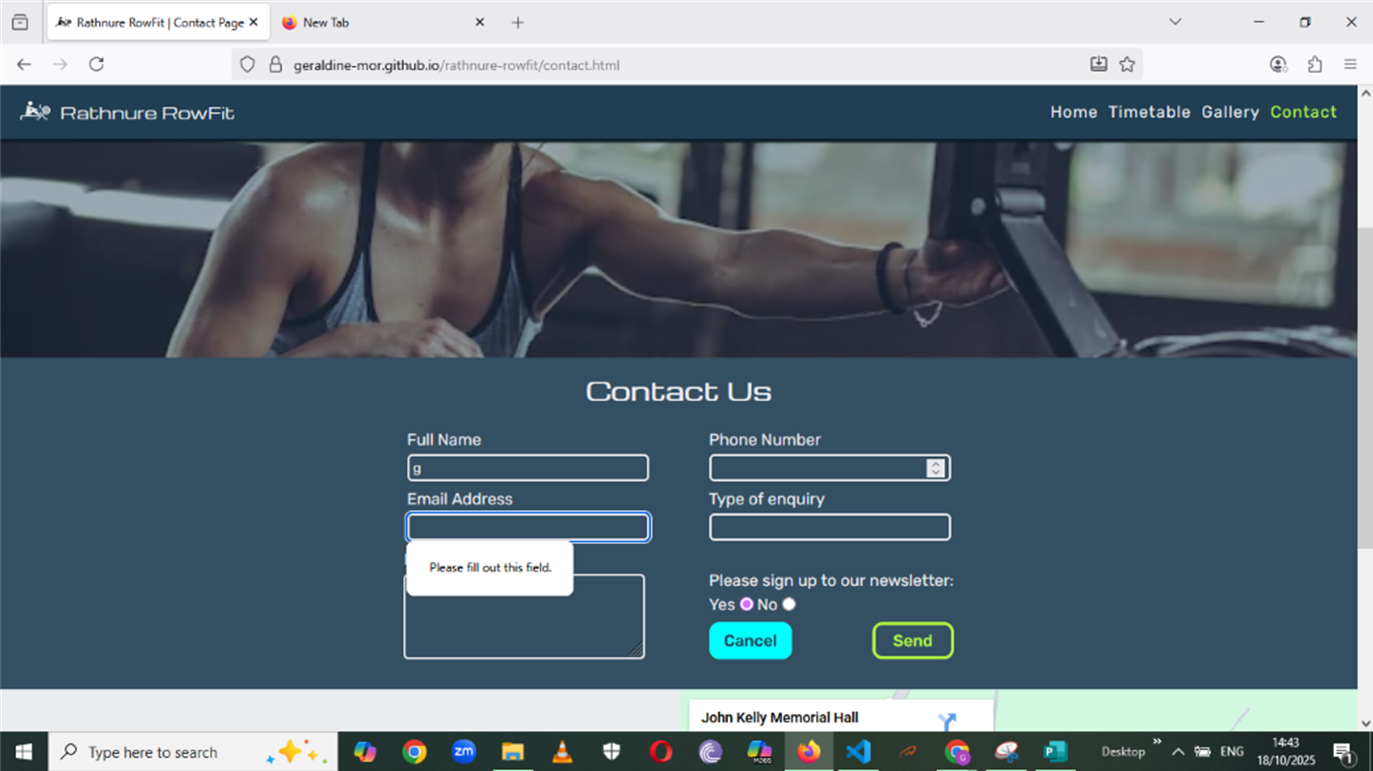 Rathnure RowFit | Contact Page
New Tab
geraldine-mor.github.io/rathnure-rowfit/contact.html
Rathnure RowFit
Home Timetable Gallery Contact
Contact Us
Full Name
g
Phone Number
Email Address
Type of enquiry
Please fill out this field.
Please sign up to our newsletter:
Yes No
Cancel Send
John Kelly Memorial Hall
Type here to search
zm
M365
G
P
Desktop
ENG
14:43
18/10/2025
1